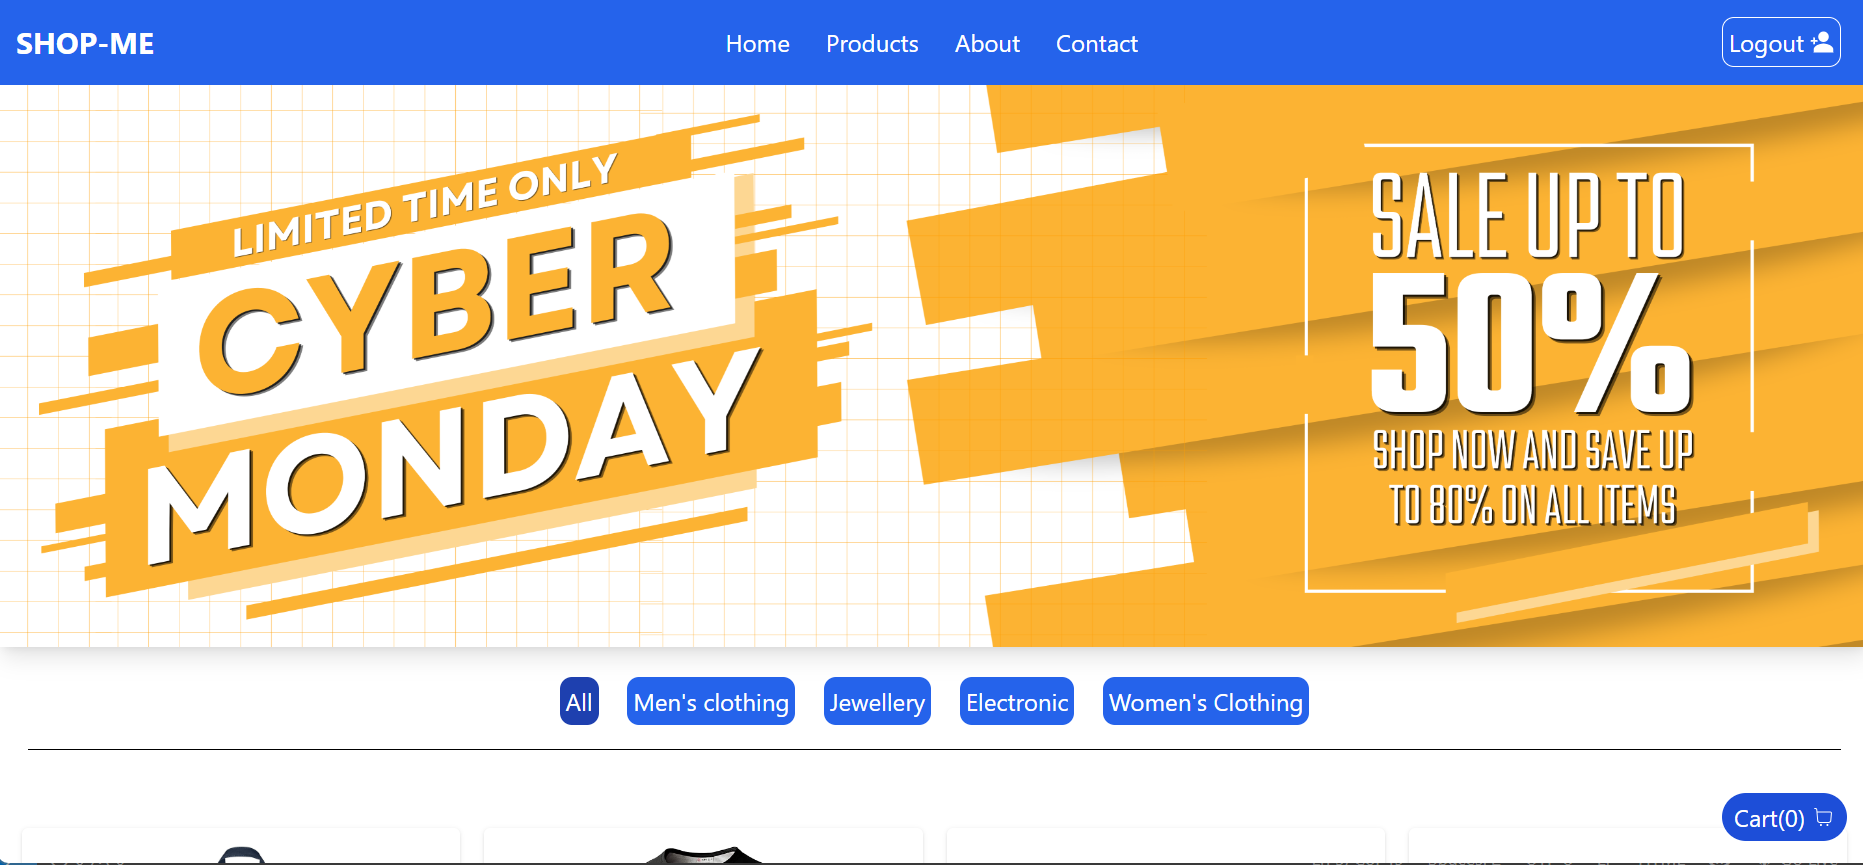 SHOP-ME
Home
Products
About
Contact
Logout
LIMITED TIME ONLY
CYBER
MONDAY
SALE UP TO
50%
SHOP NOW AND SAVE UP
TO 80% ON ALL ITEMS
All
Men's clothing
Jewellery
Electronic
Women's Clothing
Cart(0)